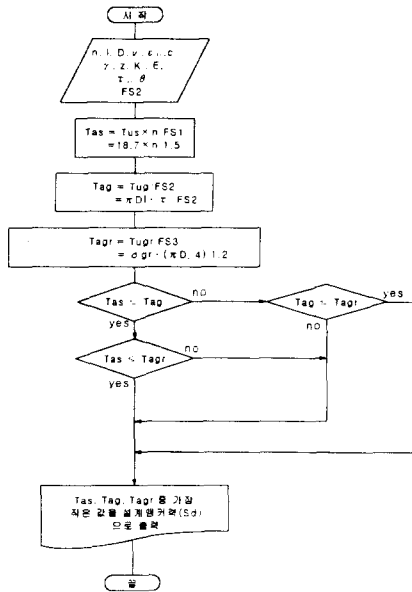 시 작
n, l, D, ν, ε, c
γ, z, K, E,
τ, θ
FS2
Tas = Tus × n FS1
= 18.7 × n 1.5
Tag = Tug FS2
= πDl · τ FS2
Tagr = Tugr FS3
= σgr · (πD, 4) 1.2
Tas < Tag
no
Tag < Tagr
yes
yes
no
Tas < Tagr
no
yes
Tas, Tag, Tagr 중 가장
작은 값을 설계앵커력(Sd)
으로 출력
끝